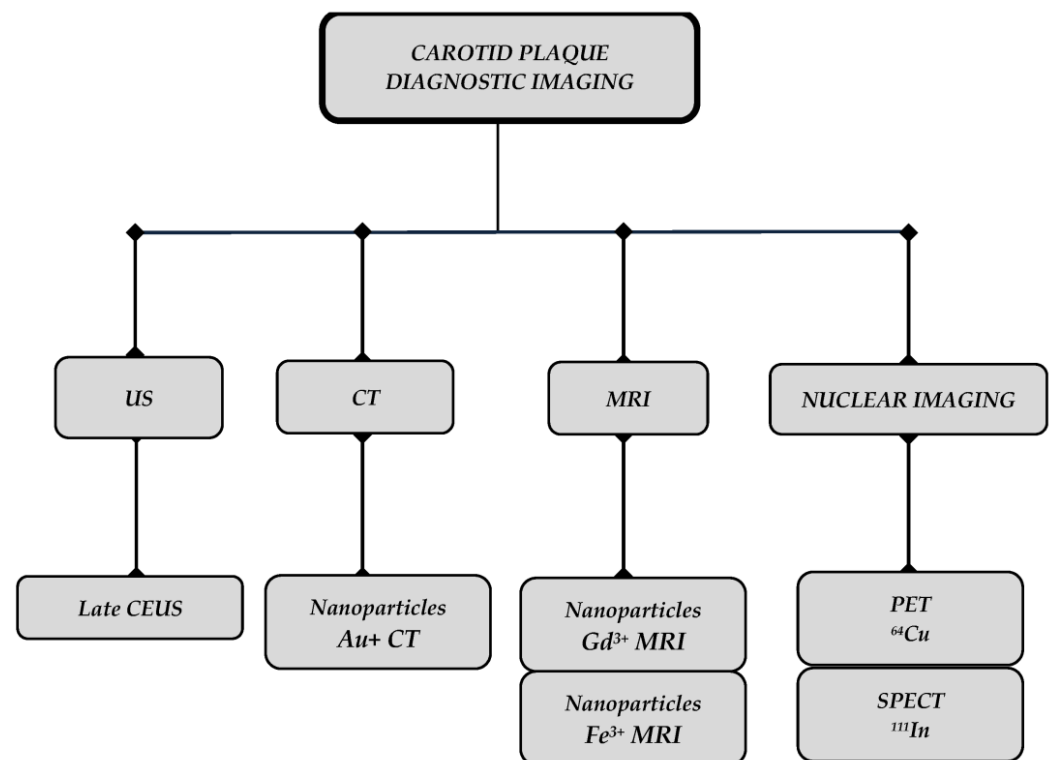 CAROTID PLAQUE
DIAGNOSTIC IMAGING
US
CT
MRI
NUCLEAR IMAGING
Late CEUS
Nanoparticles
Au+ CT
Nanoparticles
Gd³⁺ MRI
Nanoparticles
Fe³⁺ MRI
PET
⁶⁴Cu
SPECT
¹¹¹In